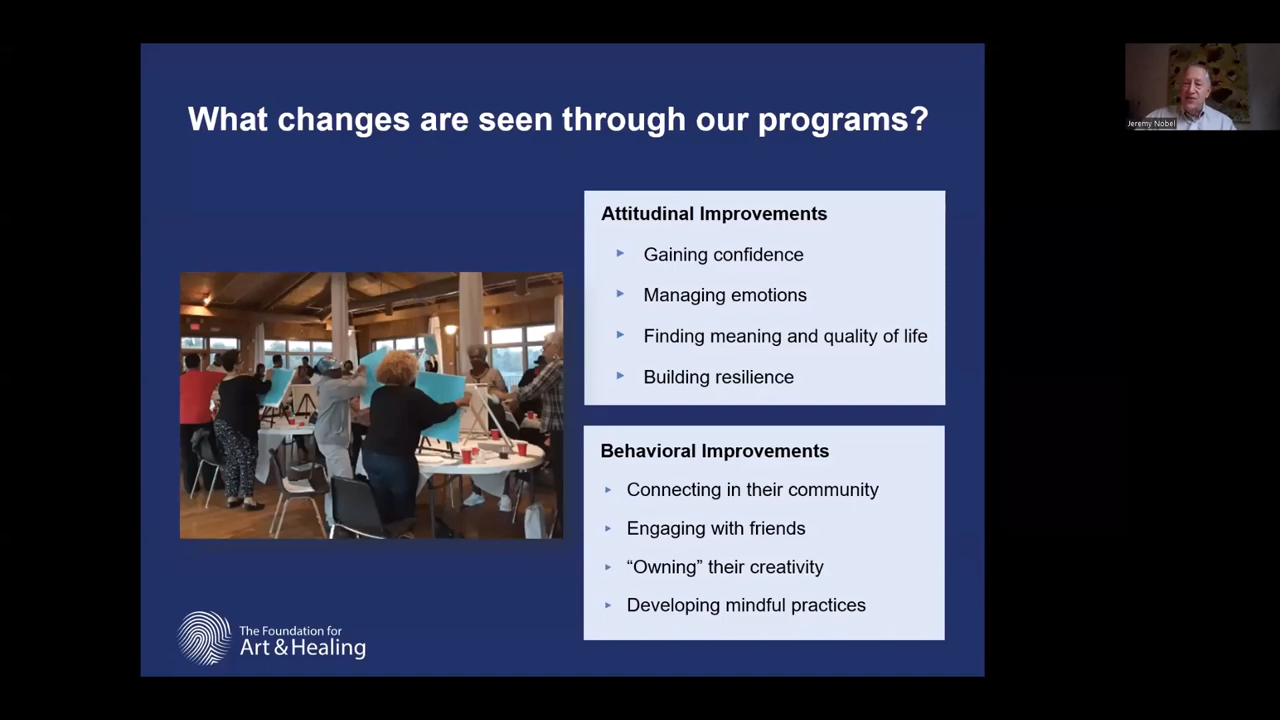 What changes are seen through our programs?
Jeremy Nobel
Attitudinal Improvements
Gaining confidence
Managing emotions
Finding meaning and quality of life
Building resilience
Behavioral Improvements
Connecting in their community
Engaging with friends
“Owning” their creativity
Developing mindful practices
The Foundation for
Art & Healing